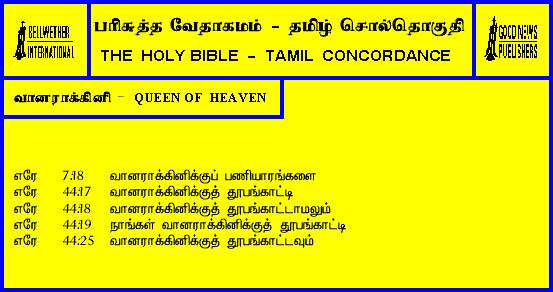 BELLWETHER
INTERNATIONAL
பரிசுத்த வேதாகமம் - தமிழ் சொல்தொகுதி
THE HOLY BIBLE - TAMIL CONCORDANCE
GOOD NEWS
PUBLISHERS
வானராக்கினி - QUEEN OF HEAVEN
எரே 7:18 வானராக்கினிக்குப் பணியாரங்களை
எரே 44:17 வானராக்கினிக்குத் தூபங்காட்டி
எரே 44:18 வானராக்கினிக்குத் தூபங்காட்டாமலும்
எரே 44:19 நாங்கள் வானராக்கினிக்குத் தூபங்காட்டி
எரே 44:25 வானராக்கினிக்குத் தூபங்காட்டவும்